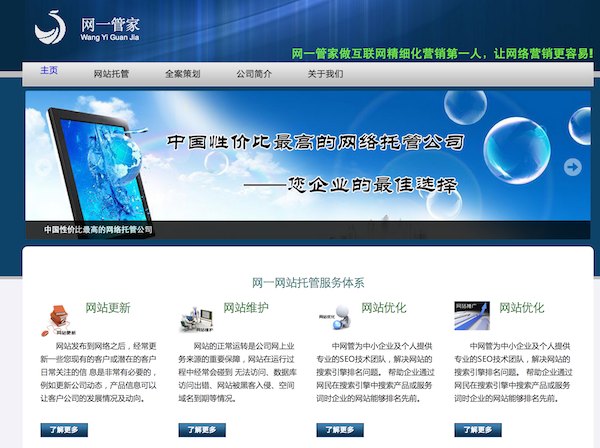 网一管家
Wang Yi Guan Jia
网一管家做互联网精细化营销第一人，让网络营销更容易!
主页
网站托管
全案策划
公司简介
关于我们
中国性价比最高的网络托管公司
——您企业的最佳选择
中国性价比最高的网络托管公司
网一网站托管服务体系
网站更新
网站更新
网站发布到网络之后，经常更
新一些您现有的客户或潜在的客户
日常关注的信 息是非常有必要的，
例如更新公司动态，产品信息可以
让客户公司的发展情况及动向。
了解更多
网站维护
网站维护
网站的正常运转是公司网上业
务来源的重要保障，网站在运行过
程中经常会碰到 无法访问、数据库
访问出错、网站被黑客入侵、空间
域名到期等情况。
了解更多
网站优化
网站优化
中网管为中小企业及个人提供
专业的SEO技术团队，解决网站的
搜索引擎排名问题。 帮助企业通过
网民在搜索引擎中搜索产品或服务
词时企业的网站能够排名先前。
了解更多
网站推广
网站优化
中网管为中小企业及个人提供
专业的SEO技术团队，解决网站的
搜索引擎排名问题。 帮助企业通过
网民在搜索引擎中搜索产品或服务
词时企业的网站能够排名先前。
了解更多